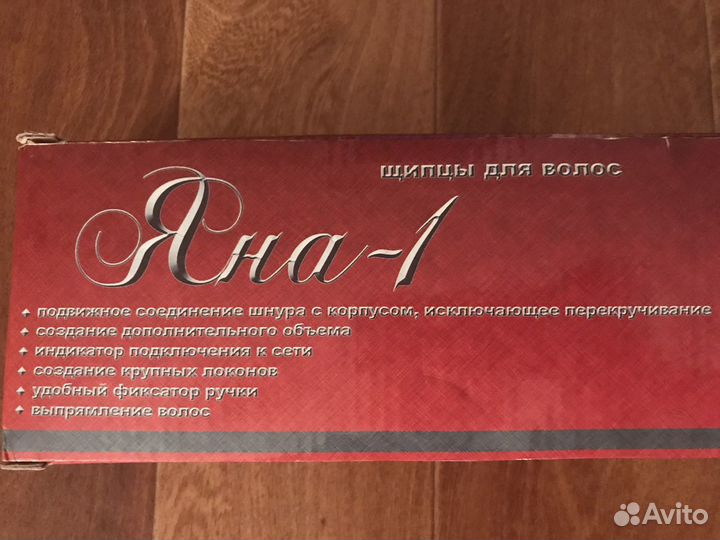 щипцы для волос
Яна-1
подвижное соединение шнура с корпусом, исключающее перекручивание
создание дополнительного объема
индикатор подключения к сети
создание крупных локонов
удобный фиксатор ручки
выпрямление волос
Avito